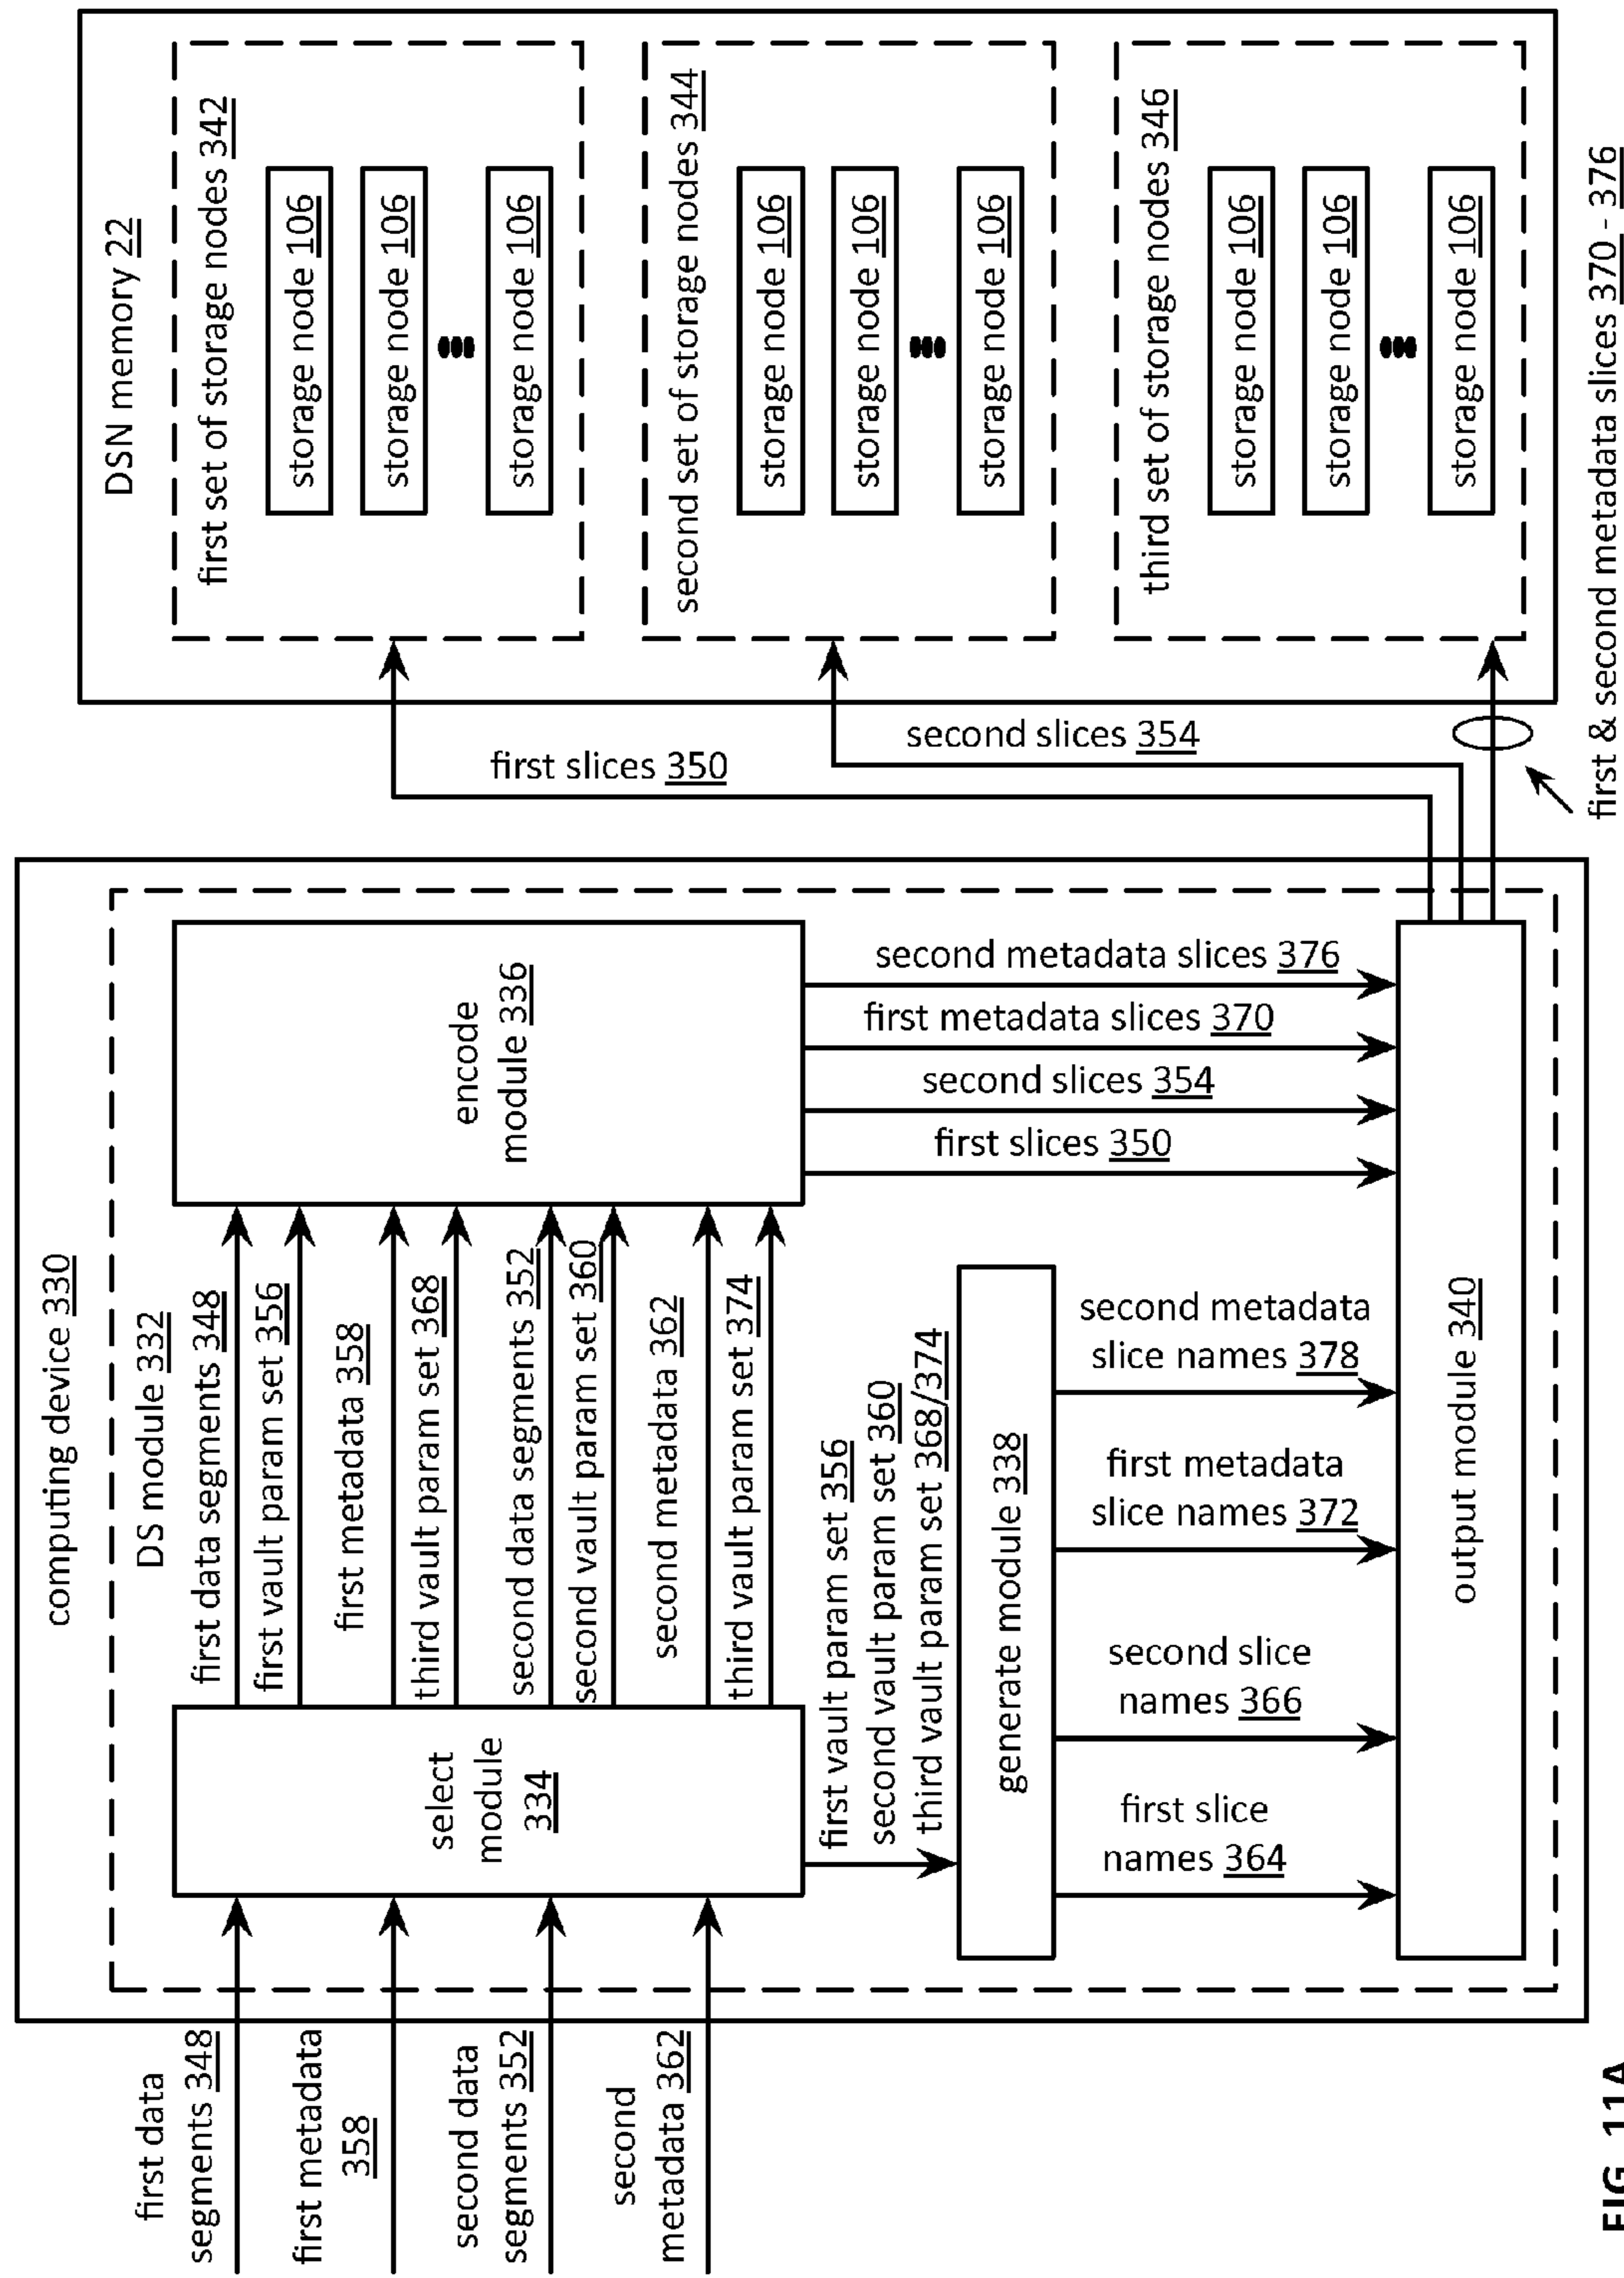 computing device 330
DS module 332
first data
segments 348
first metadata
358
second data
segments 352
second
metadata 362
select
module
334
first data segments 348
first vault param set 356
first metadata 358
third vault param set 368
second data segments 352
second vault param set 360
second metadata 362
third vault param set 374
encode
module 336
first vault param set 356
second vault param set 360
third vault param set 368/374
generate module 338
first slice
names 364
second slice
names 366
first metadata
slice names 372
second metadata
slice names 378
second metadata slices 376
first metadata slices 370
second slices 354
first slices 350
output module 340
first slices 350
second slices 354
first & second metadata slices 370 - 376
DSN memory 22
first set of storage nodes 342
storage node 106
storage node 106
storage node 106
second set of storage nodes 344
storage node 106
storage node 106
storage node 106
third set of storage nodes 346
storage node 106
storage node 106
storage node 106
FIG. 11A